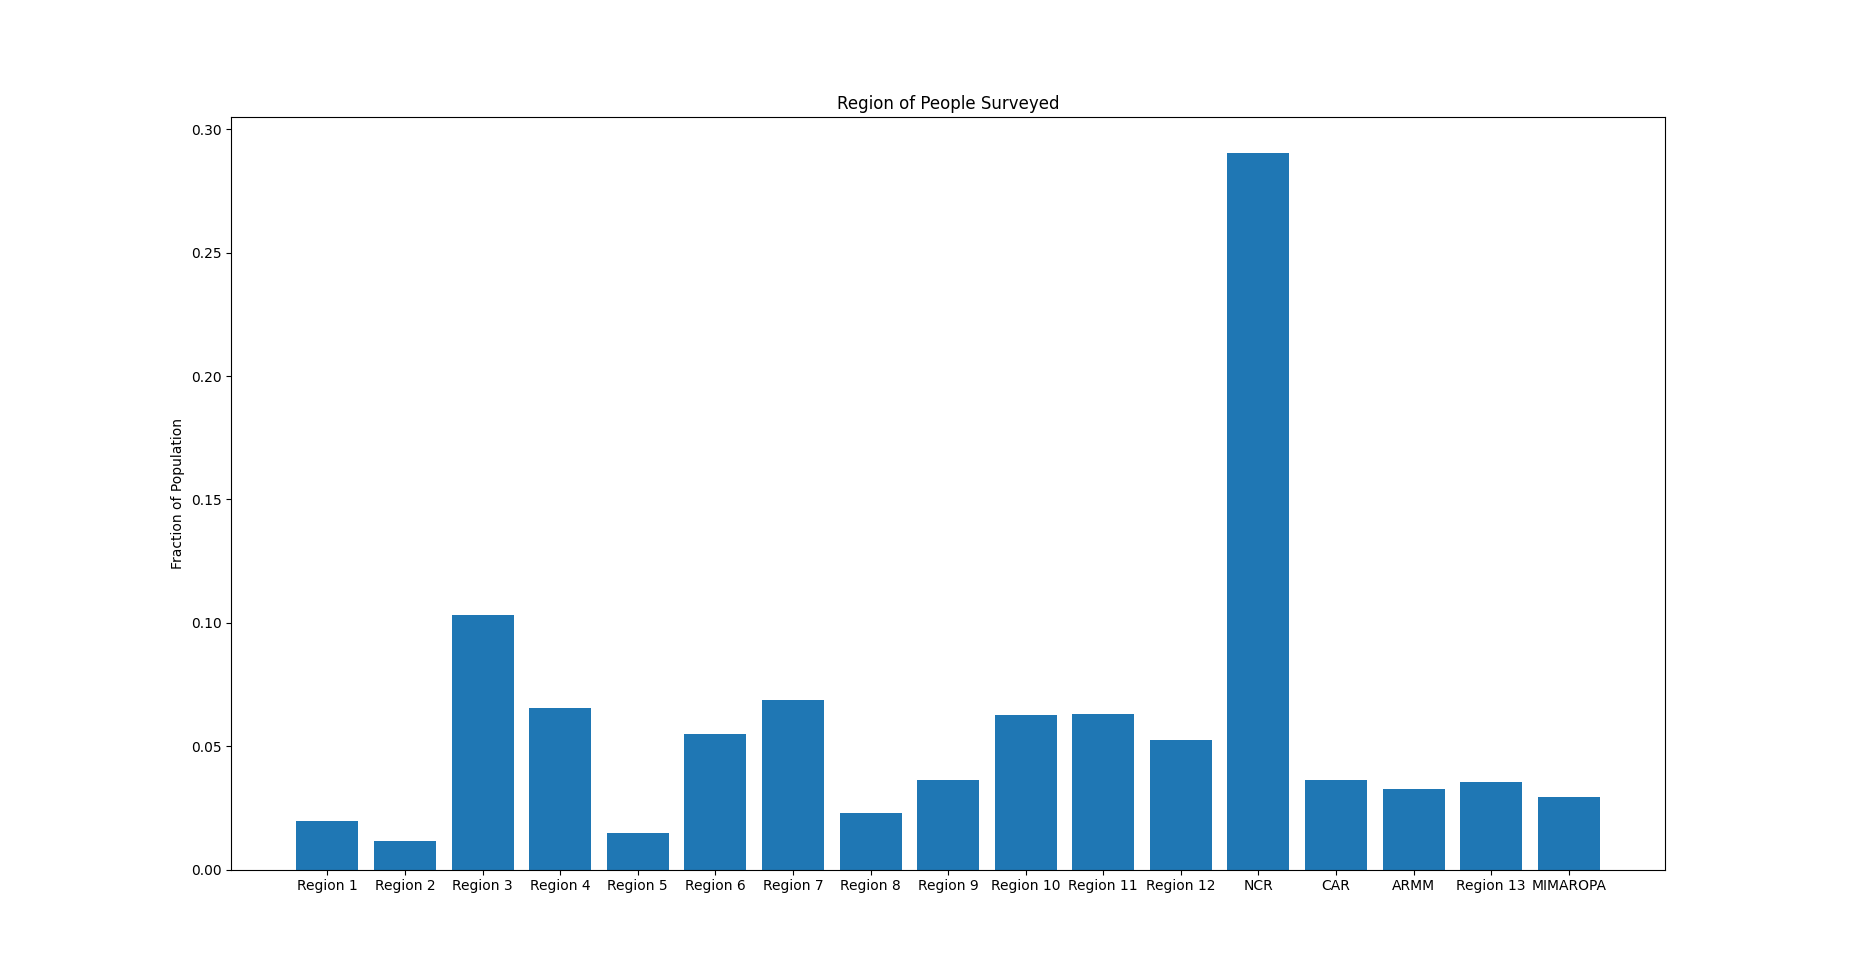 Region of People Surveyed
0.30
0.25
0.20
0.15
0.10
0.05
0.00
Fraction of Population
Region 1 Region 2 Region 3 Region 4 Region 5 Region 6 Region 7 Region 8 Region 9 Region 10 Region 11 Region 12 NCR CAR ARMM Region 13 MIMAROPA